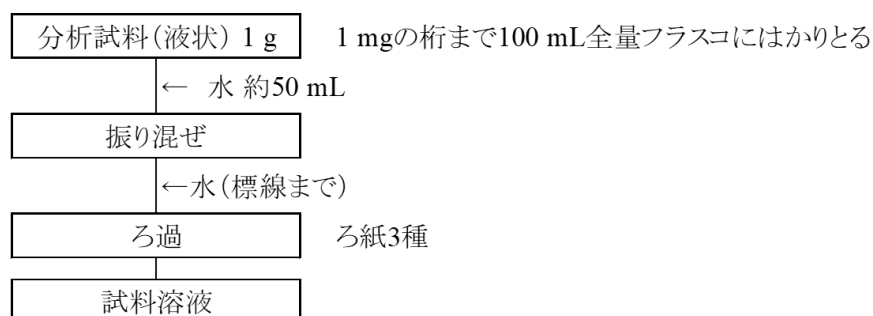 分析試料(液状) 1 g 1 mgの桁まで100 mL全量フラスコにはかりとる
← 水 約50 mL
振り混ぜ
←水(標線まで)
ろ過 ろ紙3種
試料溶液